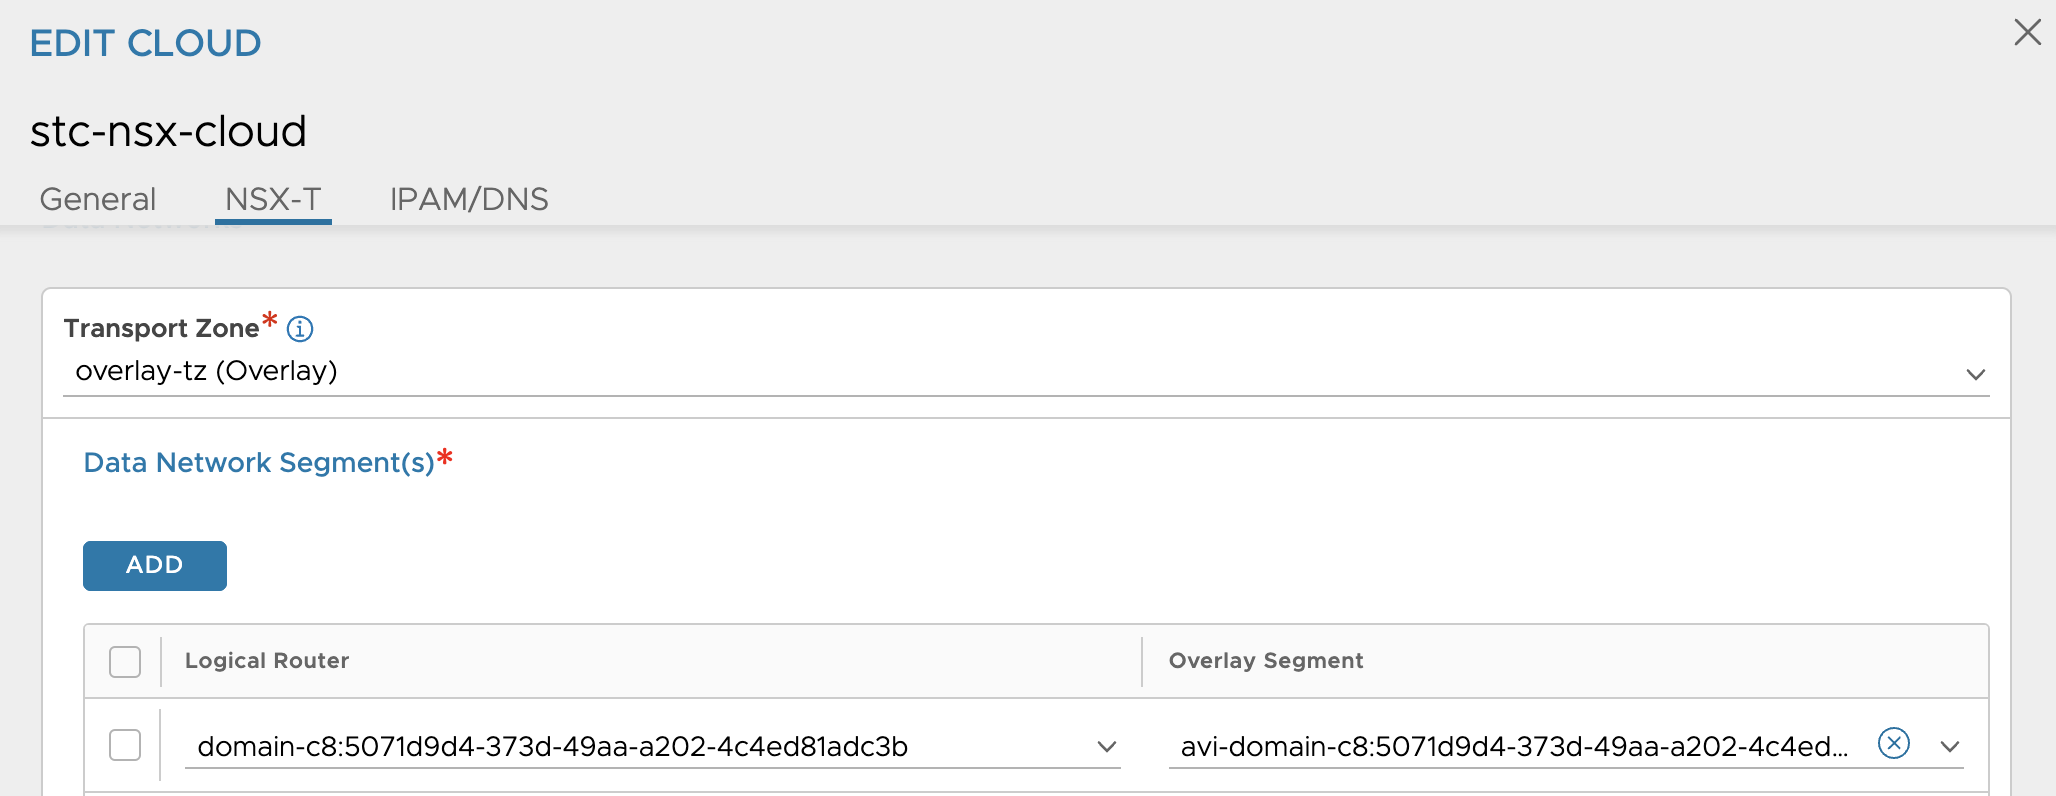 EDIT CLOUD
stc-nsx-cloud
General NSX-T IPAM/DNS
Transport Zone*
overlay-tz (Overlay)
Data Network Segment(s)*
ADD
Logical Router Overlay Segment
domain-c8:5071d9d4-373d-49aa-a202-4c4ed81adc3b avi-domain-c8:5071d9d4-373d-49aa-a202-4c4ed...